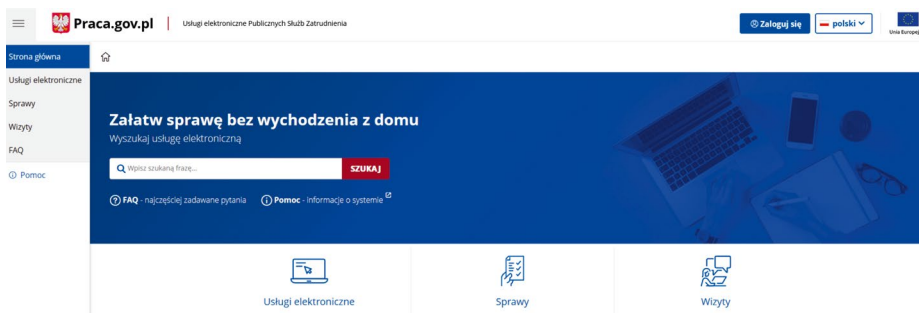 Praca.gov.pl
Usługi elektroniczne Publicznych Służb Zatrudnienia
Zaloguj się
polski
Unia Europej
Strona główna
Usługi elektroniczne
Sprawy
Wizyty
FAQ
Pomoc
Załatw sprawę bez wychodzenia z domu
Wyszukaj usługę elektroniczną
Wpisz szukaną frazę...
SZUKAJ
FAQ - najczęściej zadawane pytania
Pomoc - informacje o systemie
Usługi elektroniczne
Sprawy
Wizyty